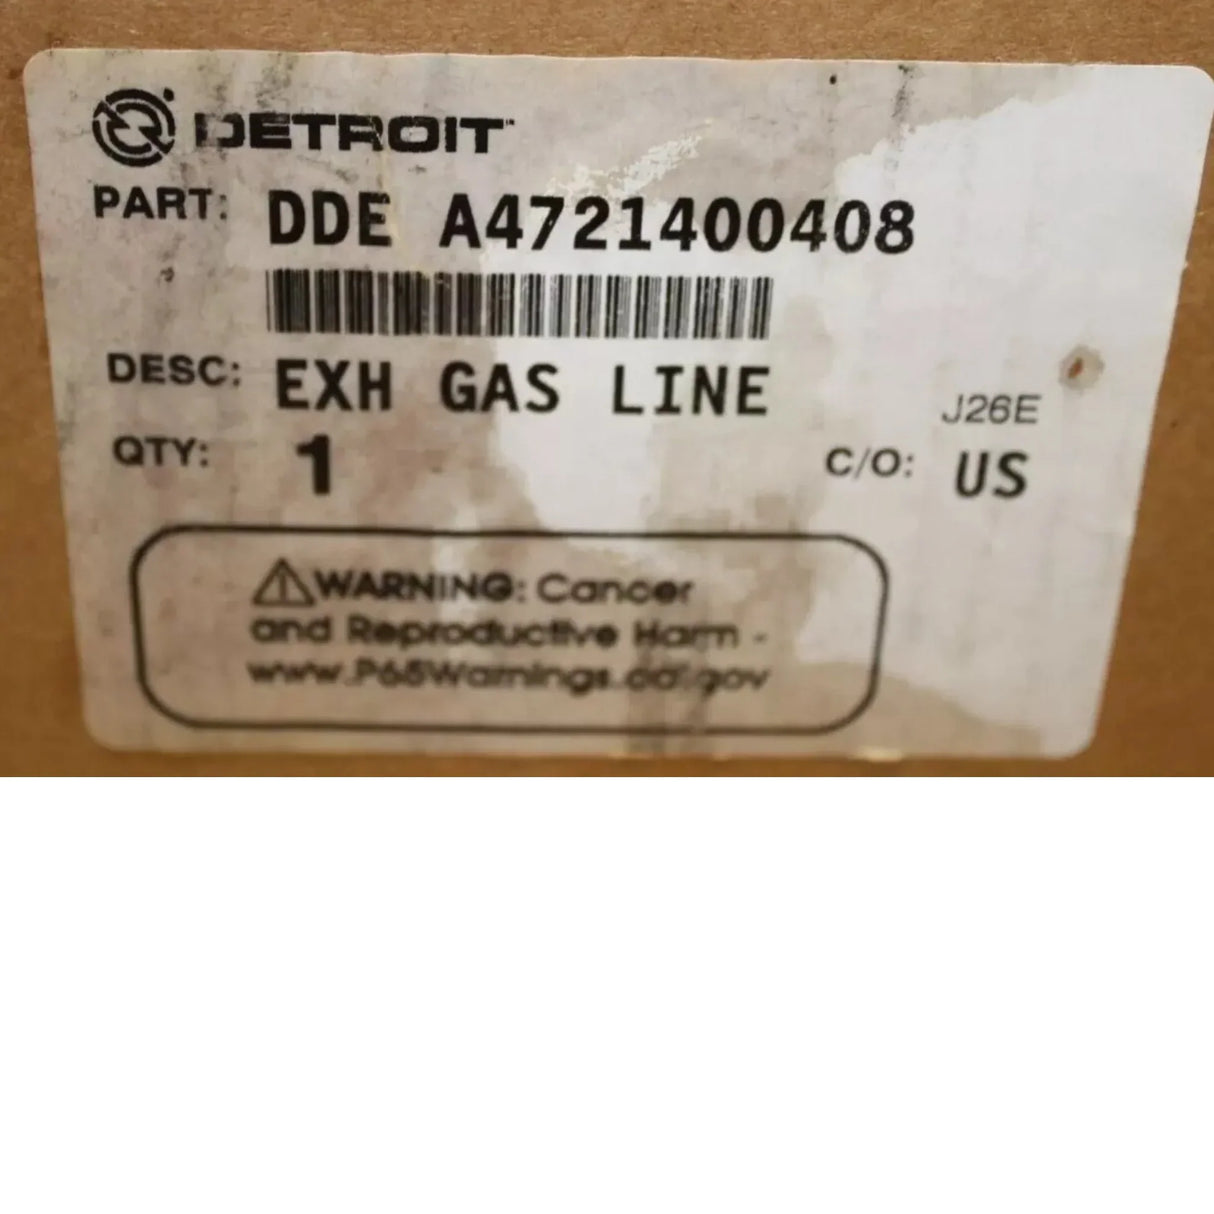 DETROIT
PART: DDE A4721400408
DESC: EXH GAS LINE
J26E
QTY: 1 C/O: US
WARNING: Cancer
and Reproductive Harm -
www.P65Warnings.ca.gov